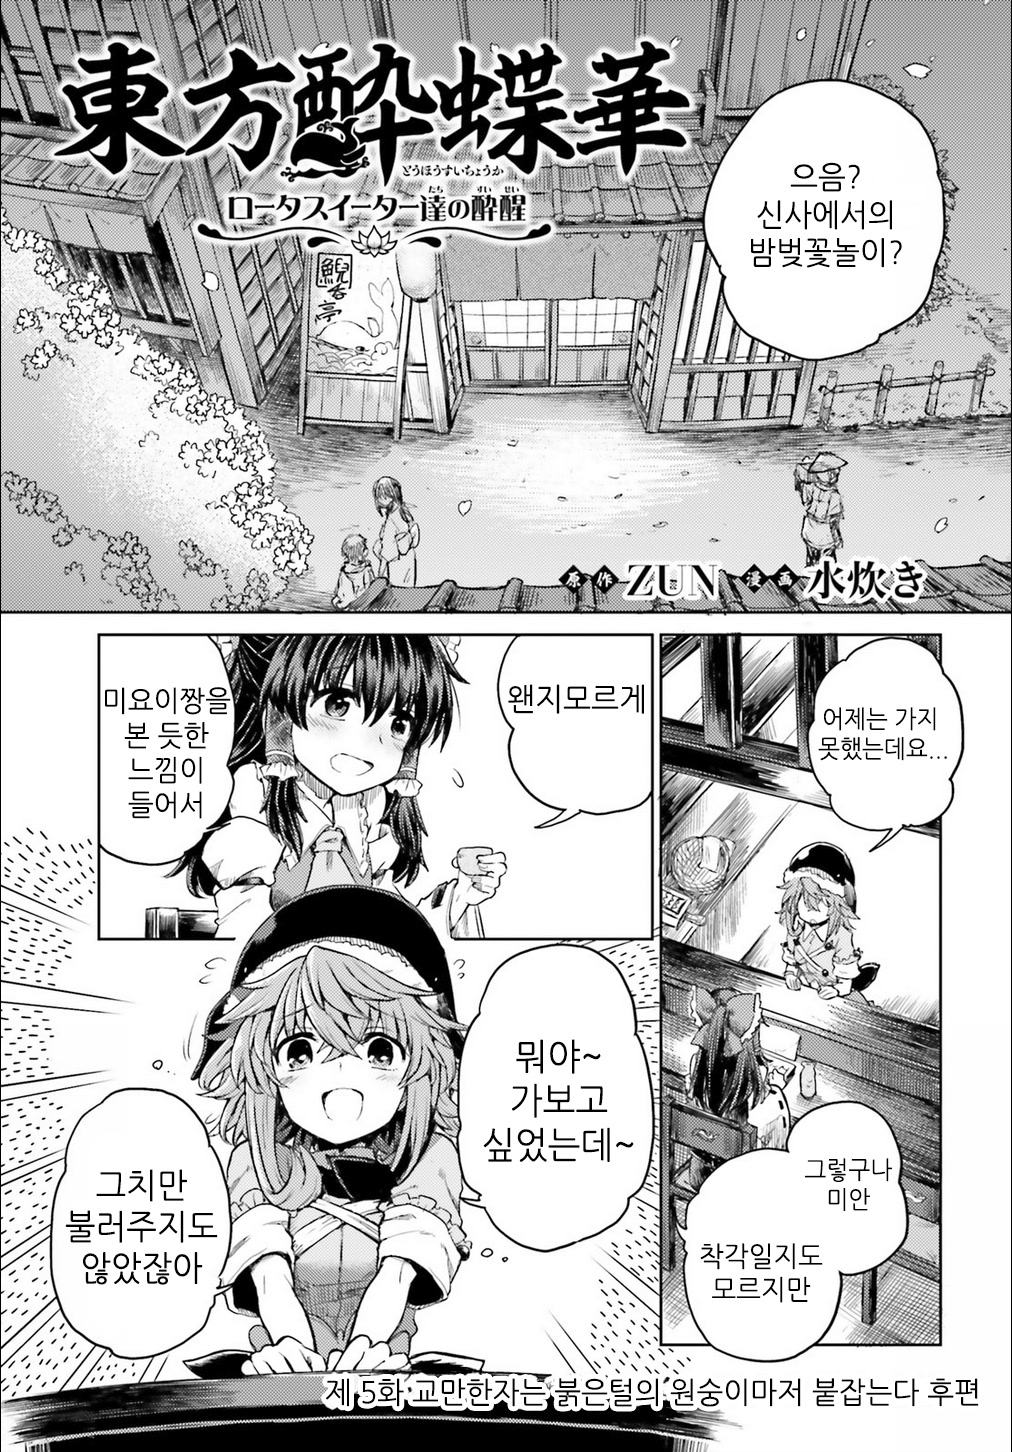 東方酔蝶華
とうほうすいちょうか
ロータスイーター達の酔醒
たち すい せい
鯢呑亭
으음?
신사에서의
밤벚꽃놀이?
原作 ZUN 漫画 水炊き
어제는 가지
못했는데요...
그렇구나
미안
착각일지도
모르지만
왠지모르게
미요이짱을
본 듯한
느낌이
들어서
뭐야~
가보고
싶었는데~
그치만
불러주지도
않았잖아
제 5화 교만한자는 붉은털의 원숭이마저 붙잡는다 후편